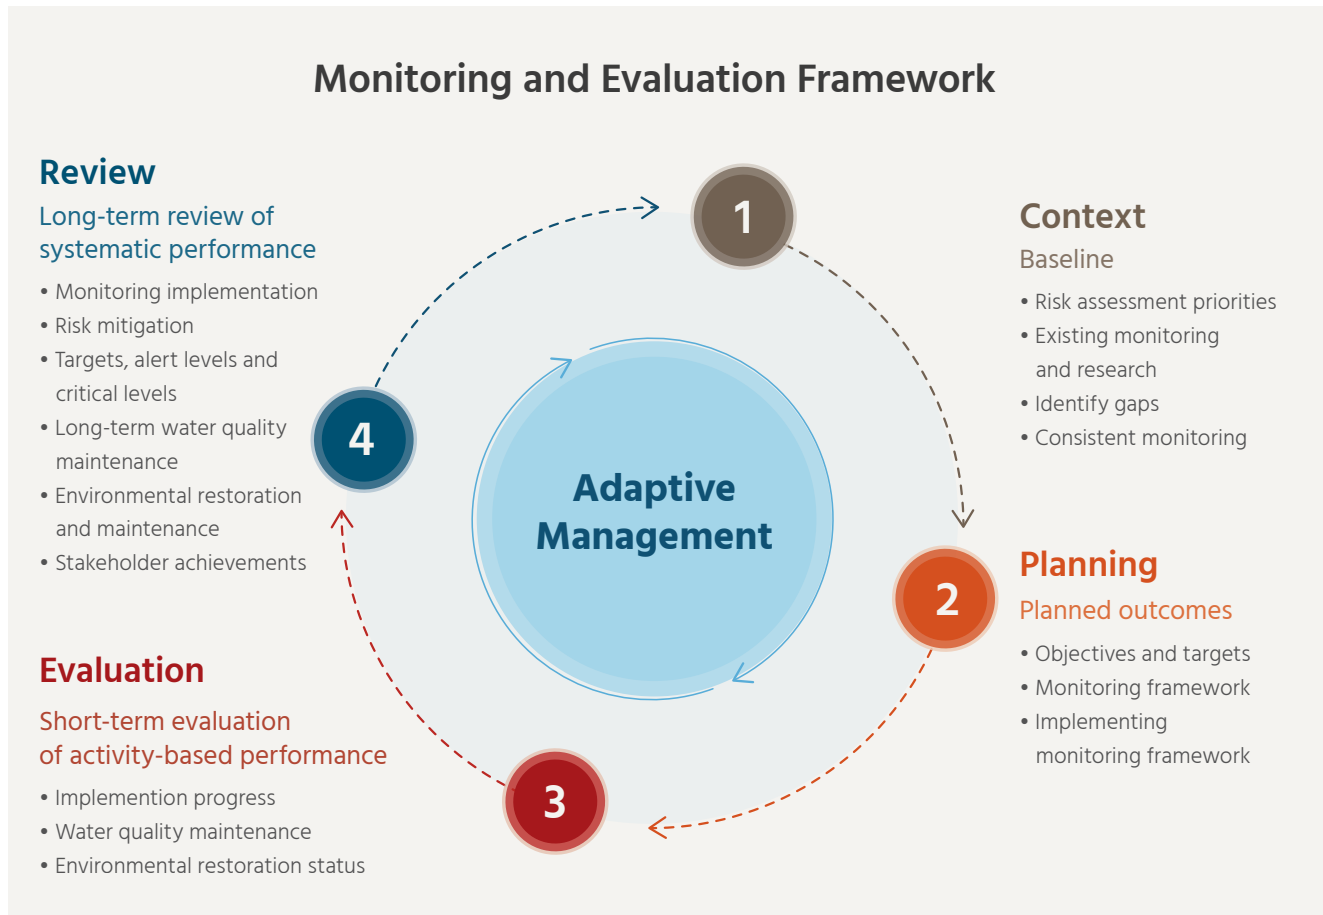 Monitoring and Evaluation Framework
Review
Long-term review of
systematic performance
• Monitoring implementation
• Risk mitigation
• Targets, alert levels and
critical levels
• Long-term water quality
maintenance
• Environmental restoration
and maintenance
• Stakeholder achievements
Evaluation
Short-term evaluation
of activity-based performance
• Implemention progress
• Water quality maintenance
• Environmental restoration status
1
4
Adaptive
Management
2
3
Context
Baseline
• Risk assessment priorities
• Existing monitoring
and research
• Identify gaps
• Consistent monitoring
Planning
Planned outcomes
• Objectives and targets
• Monitoring framework
• Implementing
monitoring framework